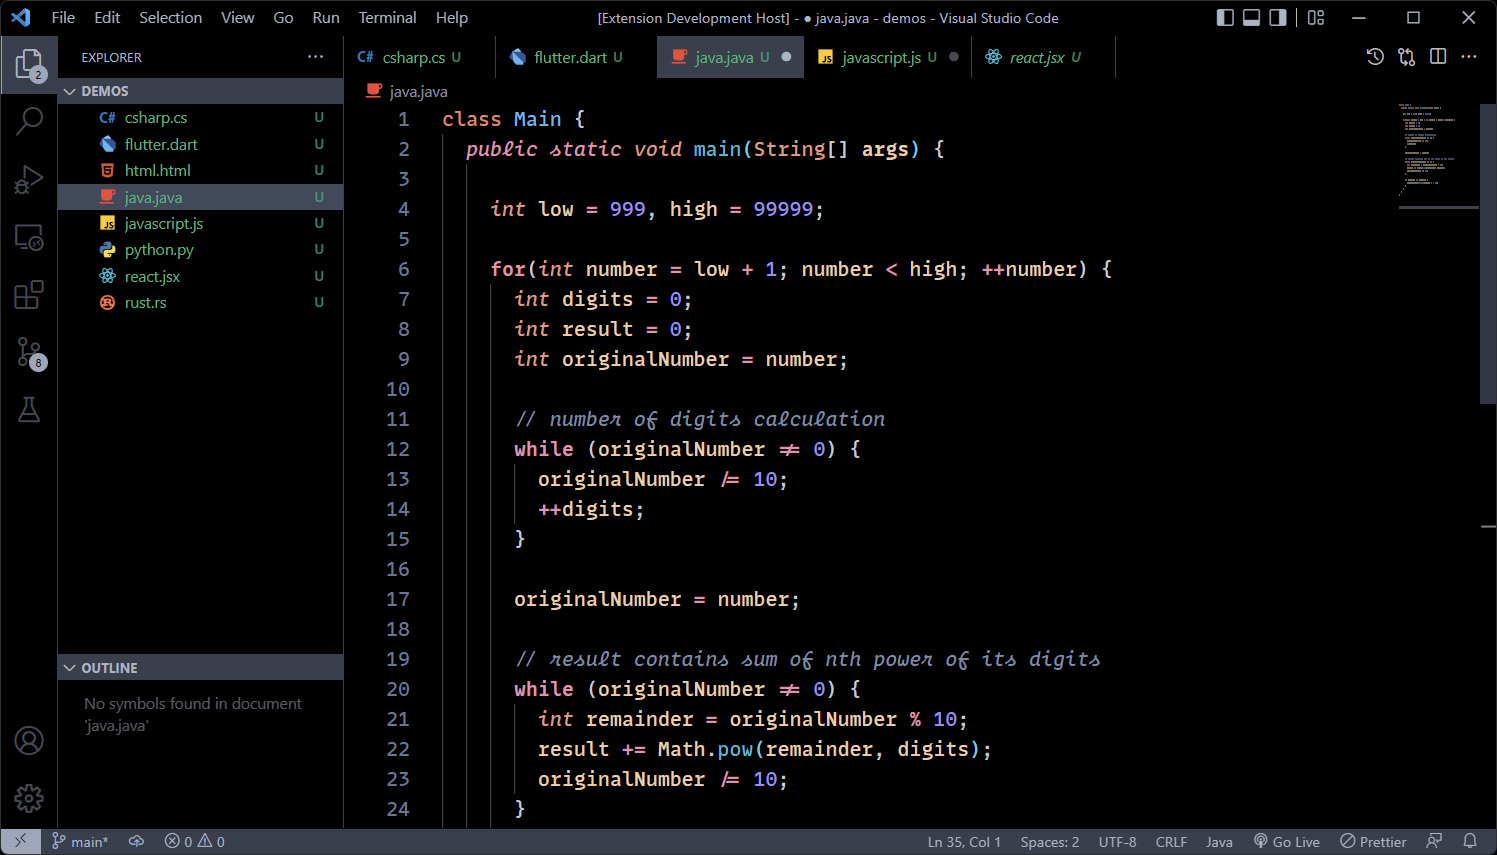 File Edit Selection View Go Run Terminal Help
[Extension Development Host] - ● java.java - demos - Visual Studio Code
EXPLORER ···
C# csharp.cs U
flutter.dart U
java.java U ●
JS javascript.js U ●
react.jsx U
2
DEMOS
C# csharp.cs U
flutter.dart U
html.html U
java.java U
JS javascript.js U
python.py U
react.jsx U
rust.rs U
8
OUTLINE
No symbols found in document
'java.java'
java.java
1 class Main {
2 public static void main(String[] args) {
3
4 int low = 999, high = 99999;
5
6 for(int number = low + 1; number < high; ++number) {
7 int digits = 0;
8 int result = 0;
9 int originalNumber = number;
10
11 // number of digits calculation
12 while (originalNumber != 0) {
13 originalNumber /= 10;
14 ++digits;
15 }
16
17 originalNumber = number;
18
19 // result contains sum of nth power of its digits
20 while (originalNumber != 0) {
21 int remainder = originalNumber % 10;
22 result += Math.pow(remainder, digits);
23 originalNumber /= 10;
24 }
main* 0 0
Ln 35, Col 1 Spaces: 2 UTF-8 CRLF Java Go Live Prettier